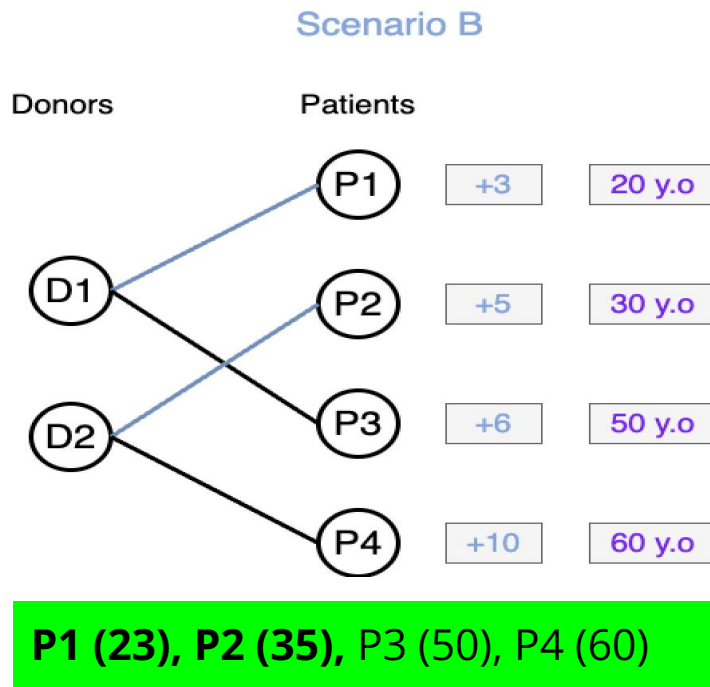 Scenario B
Donors Patients
P1 +3 20 y.o
D1
P2 +5 30 y.o
P3 +6 50 y.o
D2
P4 +10 60 y.o
P1 (23), P2 (35), P3 (50), P4 (60)